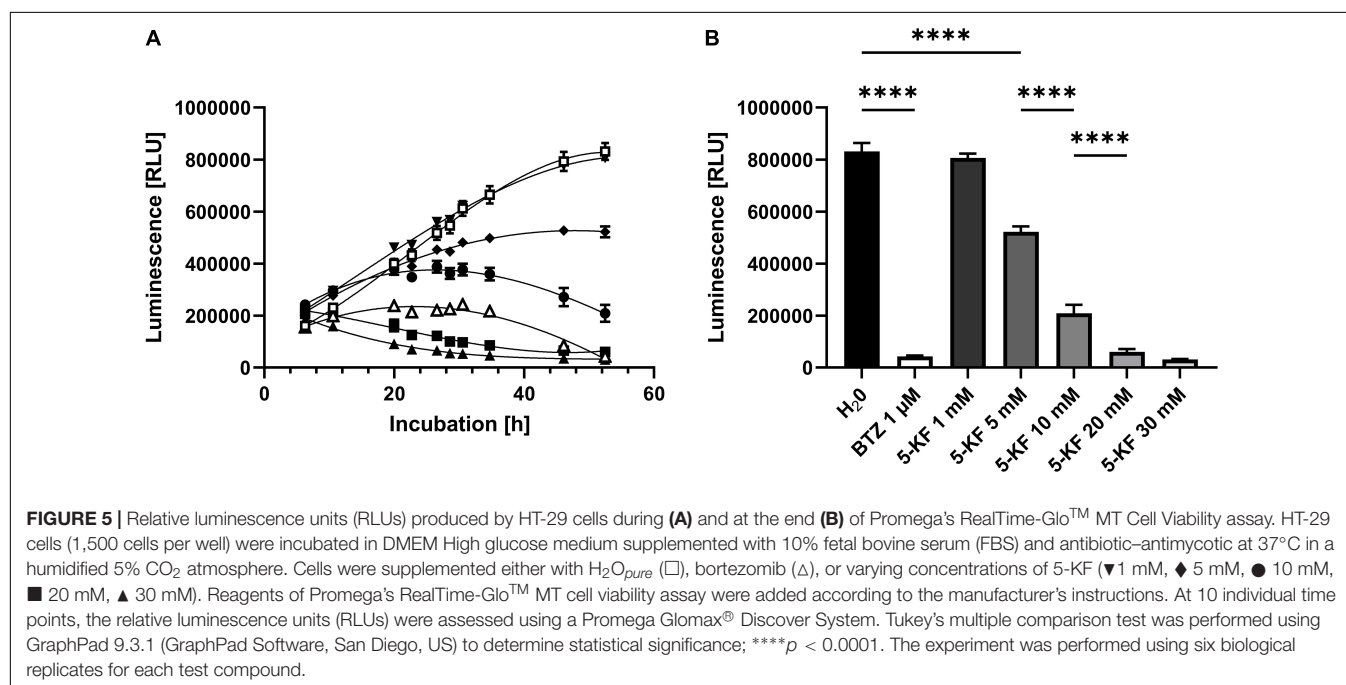 A
B
****
****
****
****
Luminescence [RLU]
1000000
800000
600000
400000
200000
0
0
20
40
60
Incubation [h]
Luminescence [RLU]
1000000
800000
600000
400000
200000
0
H₂0
BTZ 1 µM
5-KF 1 mM
5-KF 5 mM
5-KF 10 mM
5-KF 20 mM
5-KF 30 mM
FIGURE 5 | Relative luminescence units (RLUs) produced by HT-29 cells during (A) and at the end (B) of Promega's RealTime-Glo™ MT Cell Viability assay. HT-29
cells (1,500 cells per well) were incubated in DMEM High glucose medium supplemented with 10% fetal bovine serum (FBS) and antibiotic–antimycotic at 37°C in a
humidified 5% CO₂ atmosphere. Cells were supplemented either with H₂Opure (□), bortezomib (△), or varying concentrations of 5-KF (▼1 mM, ◆ 5 mM, ● 10 mM,
■ 20 mM, ▲ 30 mM). Reagents of Promega's RealTime-Glo™ MT cell viability assay were added according to the manufacturer's instructions. At 10 individual time
points, the relative luminescence units (RLUs) were assessed using a Promega Glomax® Discover System. Tukey's multiple comparison test was performed using
GraphPad 9.3.1 (GraphPad Software, San Diego, US) to determine statistical significance; ****p < 0.0001. The experiment was performed using six biological
replicates for each test compound.